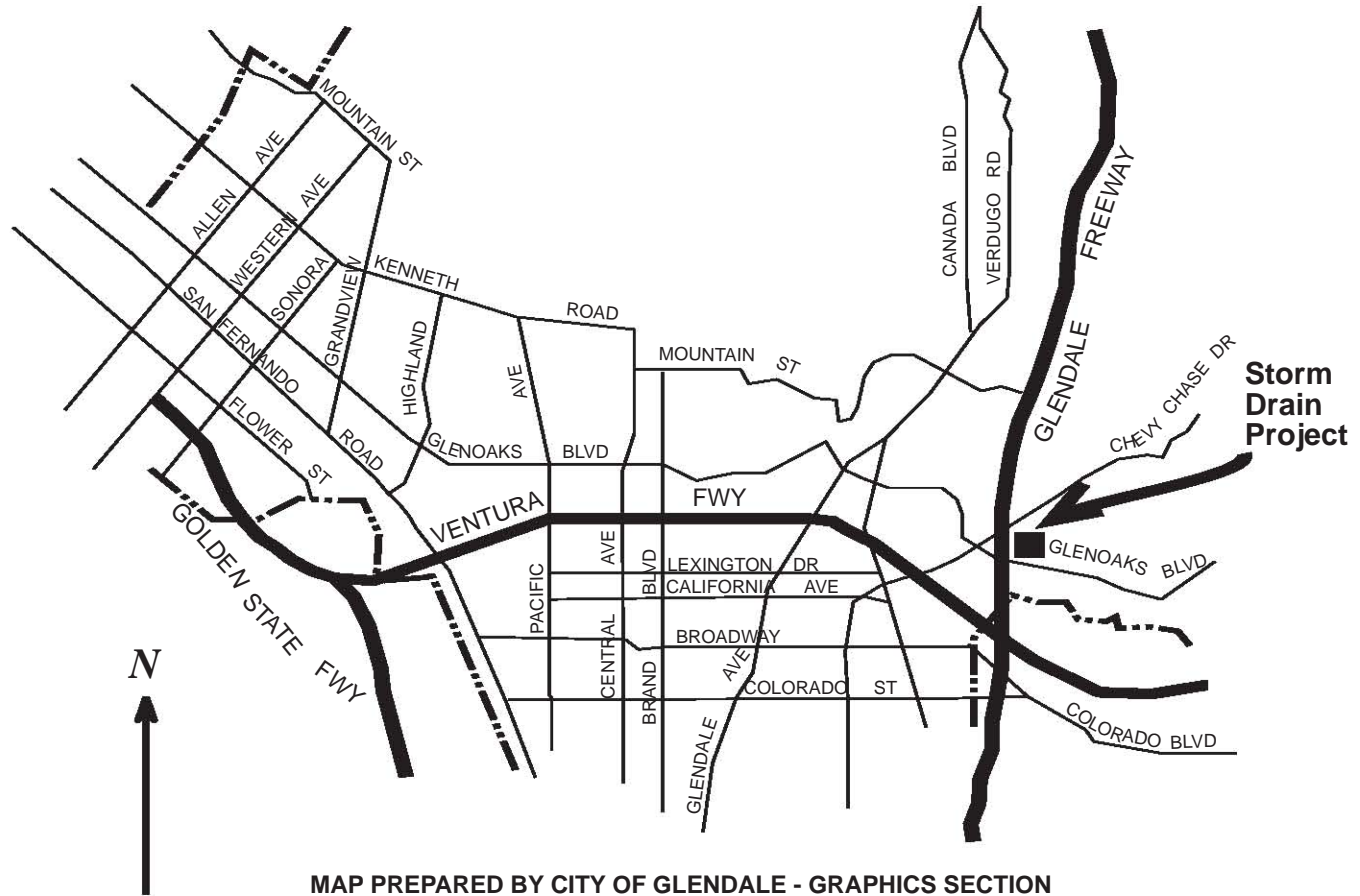 MOUNTAIN ST
ALLEN AVE
WESTERN AVE
SONORA
GRANDVIEW
SAN FERNANDO ROAD
FLOWER ST
KENNETH ROAD
HIGHLAND
AVE
GLENOAKS BLVD
MOUNTAIN ST
CANADA BLVD
VERDUGO RD
GLENDALE FREEWAY
CHEVY CHASE DR
Storm
Drain
Project
GOLDEN STATE FWY
VENTURA FWY
LEXINGTON DR
CALIFORNIA AVE
GLENOAKS BLVD
PACIFIC
CENTRAL AVE
BRAND BLVD
BROADWAY
GLENDALE AVE
COLORADO ST
COLORADO BLVD
N
MAP PREPARED BY CITY OF GLENDALE - GRAPHICS SECTION